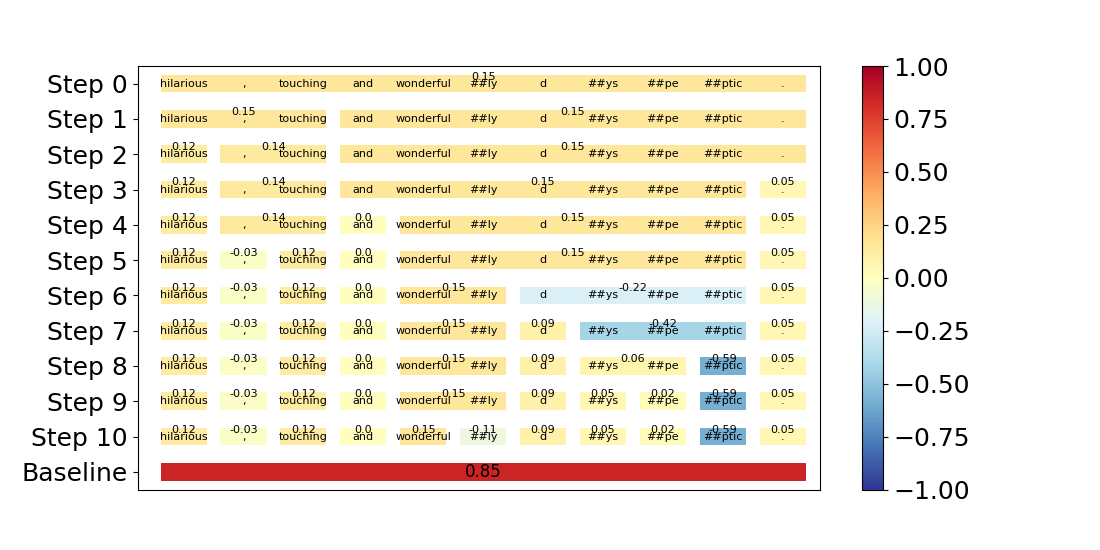 0.15
Step 0 hilarious , touching and wonderful ##ly d ##ys ##pe ##ptic .
0.15 0.15
Step 1 hilarious , touching and wonderful ##ly d ##ys ##pe ##ptic .
0.12 0.14 0.15
Step 2 hilarious , touching and wonderful ##ly d ##ys ##pe ##ptic .
0.12 0.14 0.15 0.05
Step 3 hilarious , touching and wonderful ##ly d ##ys ##pe ##ptic .
0.12 0.14 0.0 0.15 0.05
Step 4 hilarious , touching and wonderful ##ly d ##ys ##pe ##ptic .
0.12 -0.03 0.12 0.0 0.15 0.05
Step 5 hilarious , touching and wonderful ##ly d ##ys ##pe ##ptic .
0.12 -0.03 0.12 0.0 0.15 -0.22 0.05
Step 6 hilarious , touching and wonderful ##ly d ##ys ##pe ##ptic .
0.12 -0.03 0.12 0.0 0.15 0.09 -0.42 0.05
Step 7 hilarious , touching and wonderful ##ly d ##ys ##pe ##ptic .
0.12 -0.03 0.12 0.0 0.15 0.09 0.06 -0.59 0.05
Step 8 hilarious , touching and wonderful ##ly d ##ys ##pe ##ptic .
0.12 -0.03 0.12 0.0 0.15 0.09 0.05 0.02 -0.59 0.05
Step 9 hilarious , touching and wonderful ##ly d ##ys ##pe ##ptic .
0.12 -0.03 0.12 0.0 0.15 -0.11 0.09 0.05 0.02 -0.59 0.05
Step 10 hilarious , touching and wonderful ##ly d ##ys ##pe ##ptic .
Baseline 0.85
1.00
0.75
0.50
0.25
0.00
−0.25
−0.50
−0.75
−1.00